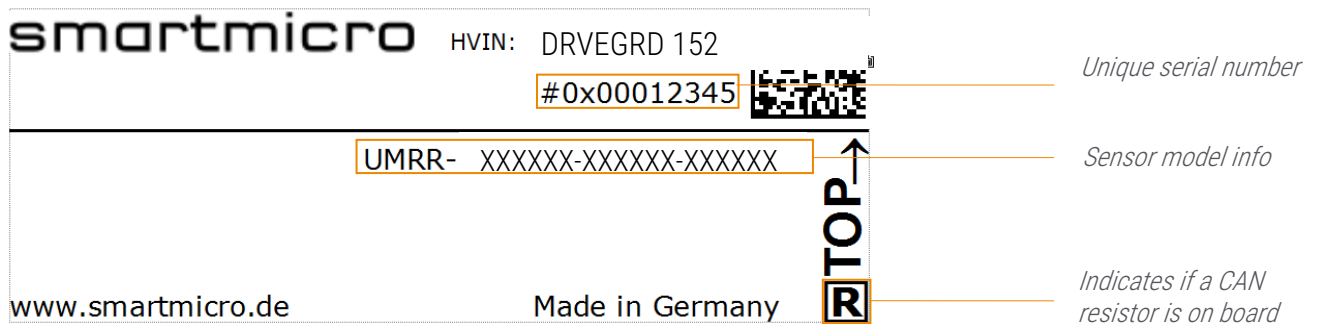 smartmicro HVIN: DRVEGRD 152
#0x00012345
Unique serial number
UMRR- XXXXXX-XXXXXX-XXXXXX
Sensor model info
TOP→
www.smartmicro.de
Made in Germany
R
Indicates if a CAN
resistor is on board